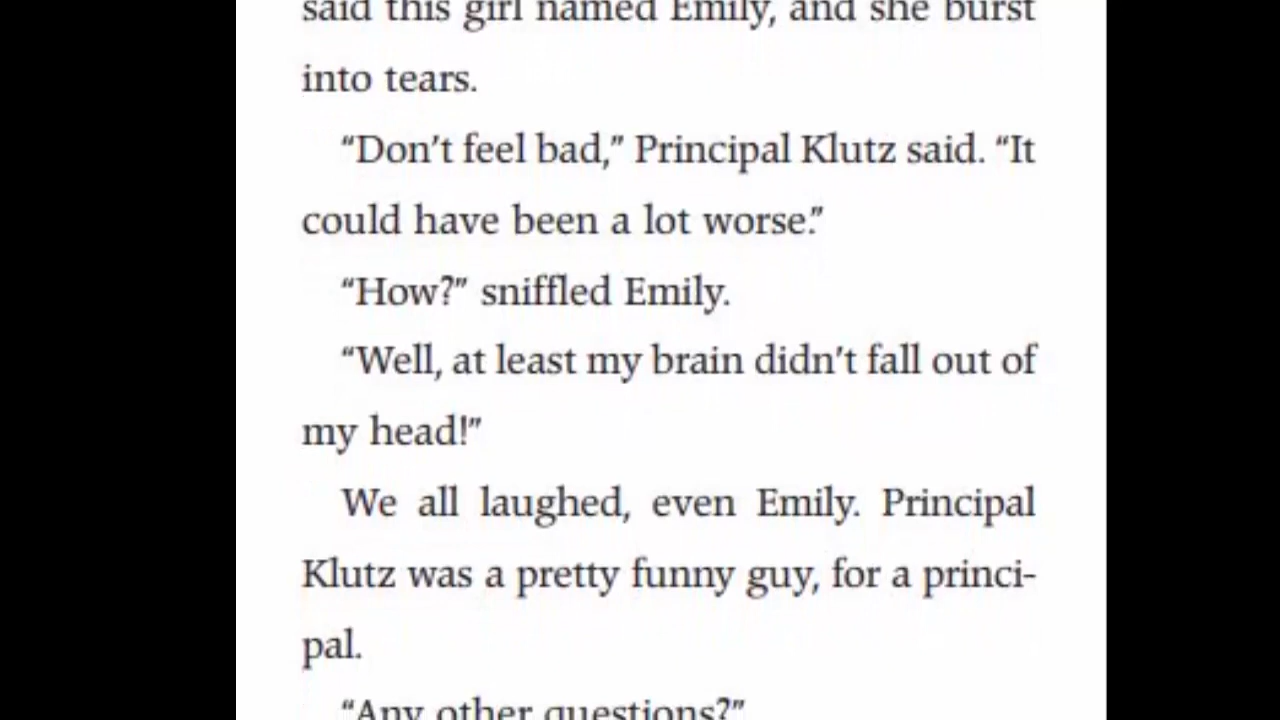 said this girl named Emily, and she burst
into tears.
“Don’t feel bad,” Principal Klutz said. “It
could have been a lot worse.”
“How?” sniffled Emily.
“Well, at least my brain didn’t fall out of
my head!”
We all laughed, even Emily. Principal
Klutz was a pretty funny guy, for a princi-
pal.
“Any other questions?”